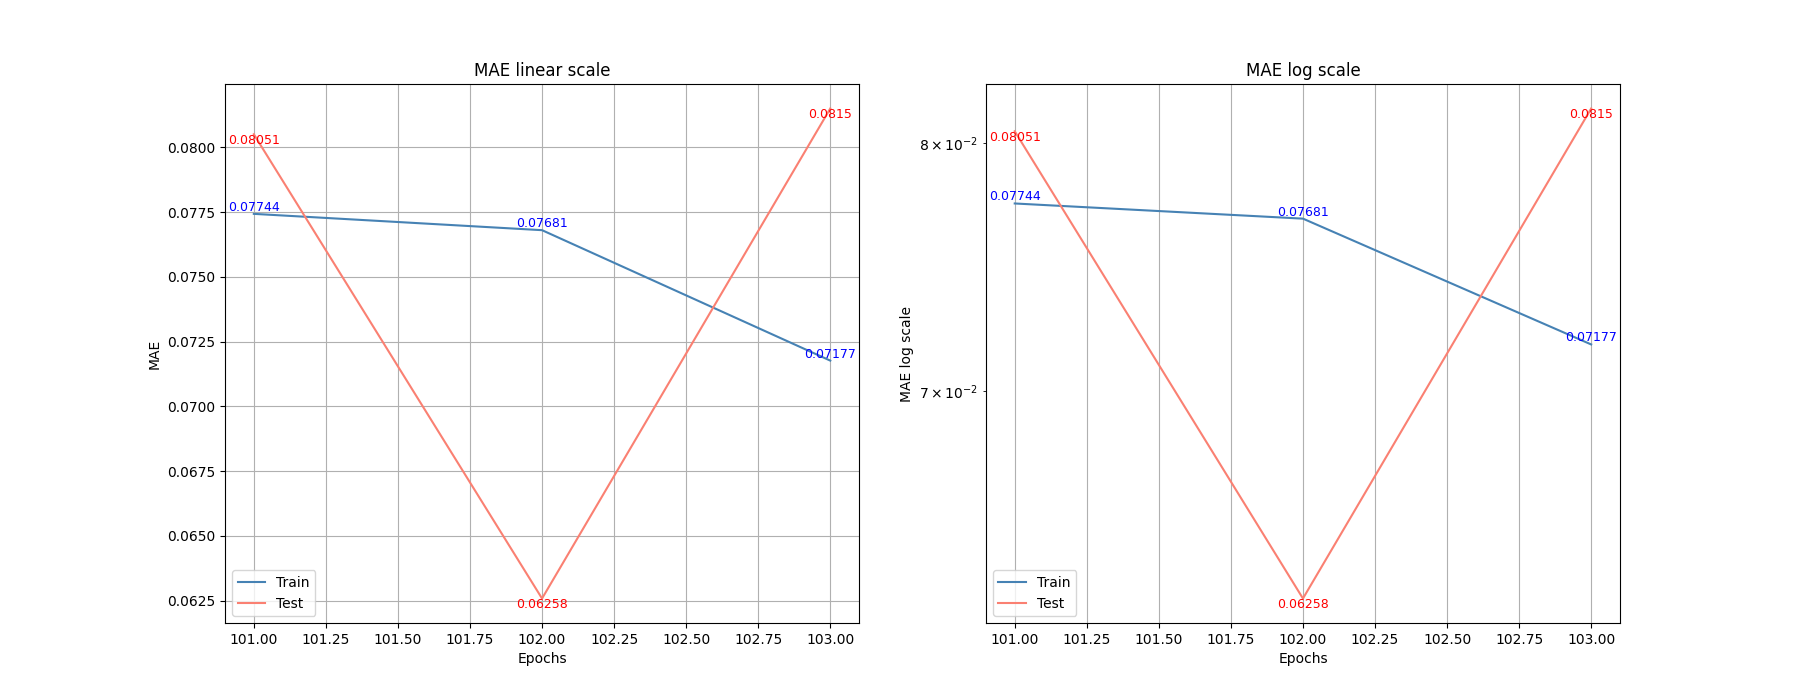 MAE linear scale
0.0800
0.0775
0.0750
0.0725
0.0700
0.0675
0.0650
0.0625
MAE
0.08051
0.0815
0.07744
0.07681
0.07177
0.06258
Train
Test
101.00 101.25 101.50 101.75 102.00 102.25 102.50 102.75 103.00
Epochs
MAE log scale
8 × 10⁻²
7 × 10⁻²
MAE log scale
0.08051
0.0815
0.07744
0.07681
0.07177
0.06258
Train
Test
101.00 101.25 101.50 101.75 102.00 102.25 102.50 102.75 103.00
Epochs